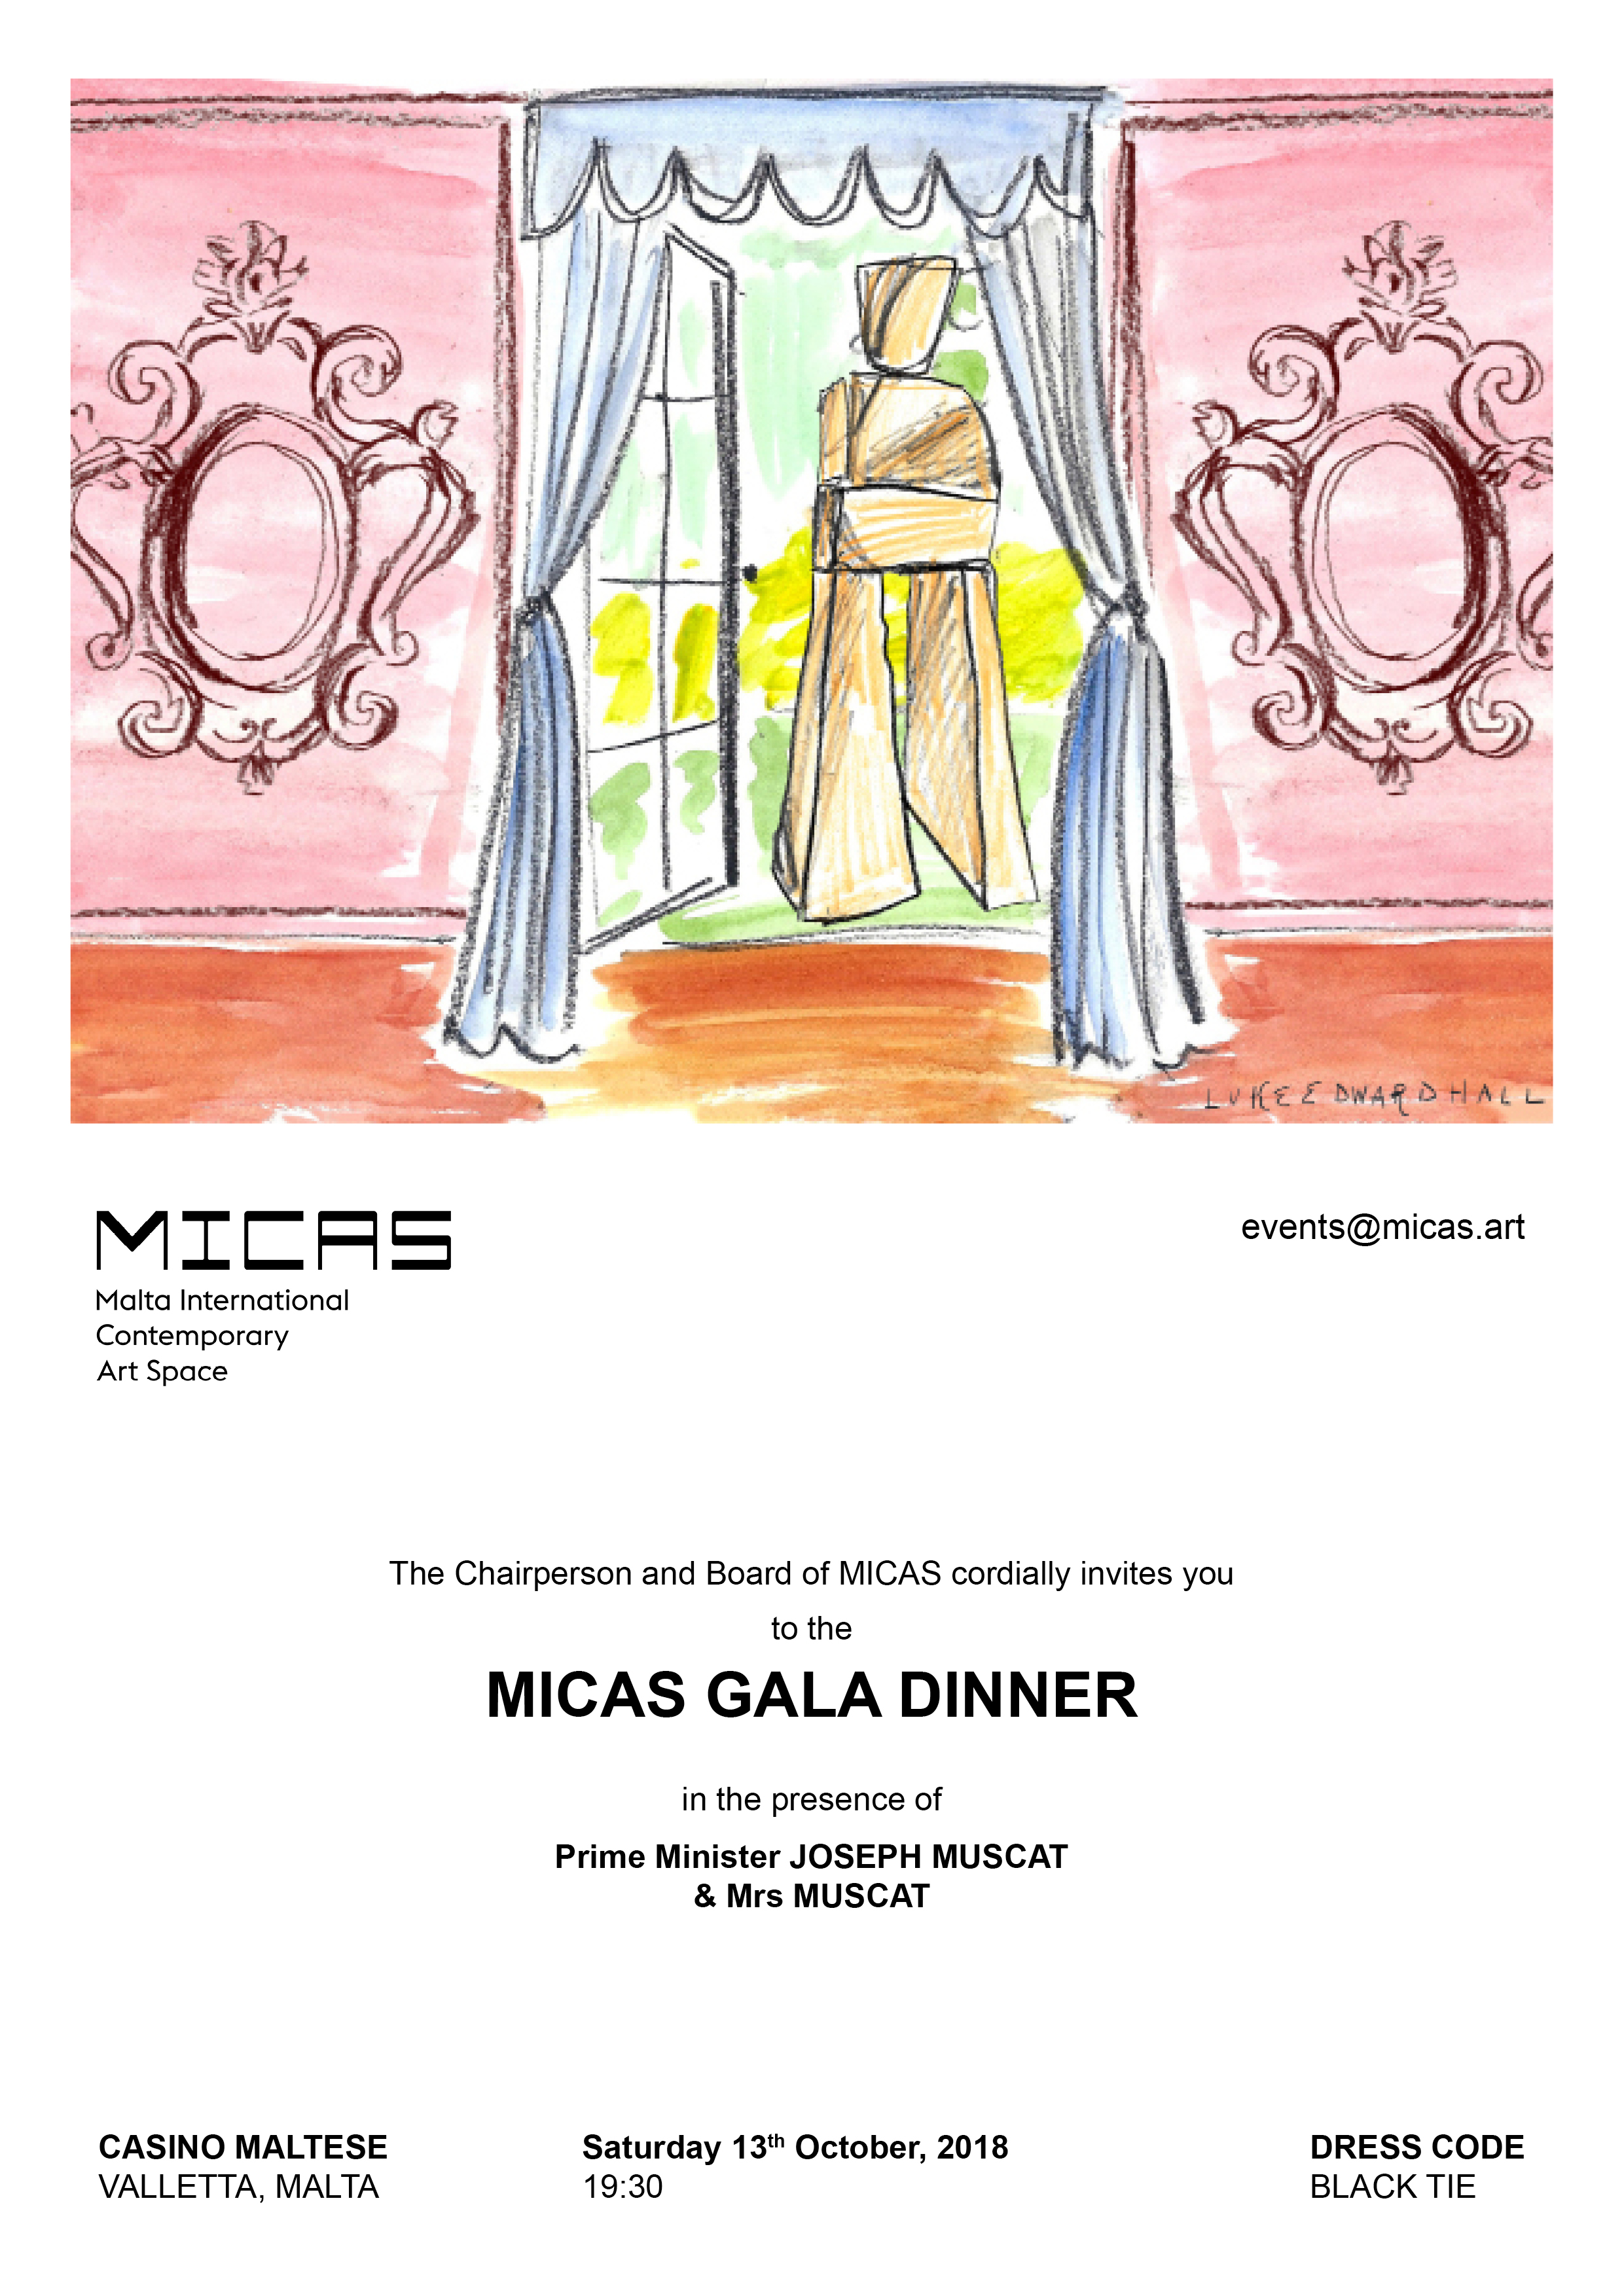 LUKE EDWARD HALL
MICAS
Malta International
Contemporary
Art Space
events@micas.art
The Chairperson and Board of MICAS cordially invites you
to the
MICAS GALA DINNER
in the presence of
Prime Minister JOSEPH MUSCAT
& Mrs MUSCAT
CASINO MALTESE
VALLETTA, MALTA
Saturday 13th October, 2018
19:30
DRESS CODE
BLACK TIE